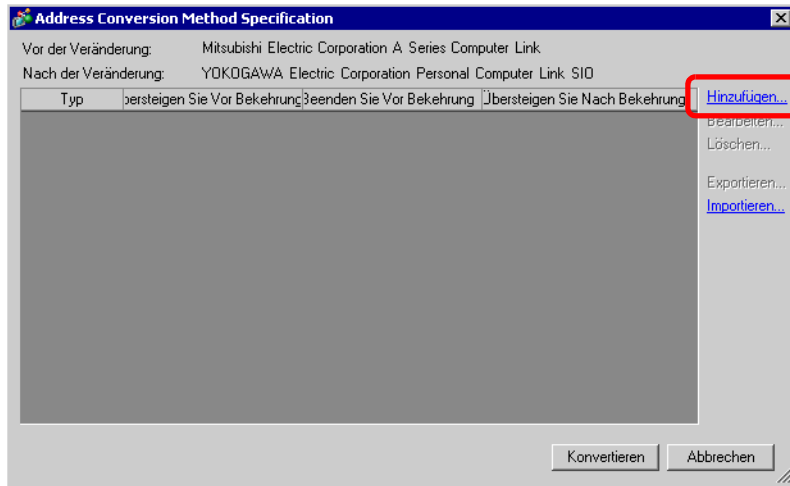 Address Conversion Method Specification
Vor der Veränderung: Mitsubishi Electric Corporation A Series Computer Link
Nach der Veränderung: YOKOGAWA Electric Corporation Personal Computer Link SIO
Typ bersteigen Sie Vor Bekehrung Beenden Sie Vor Bekehrung Übersteigen Sie Nach Bekehrung
Hinzufügen...
Bearbeiten...
Löschen...
Exportieren...
Importieren...
Konvertieren Abbrechen